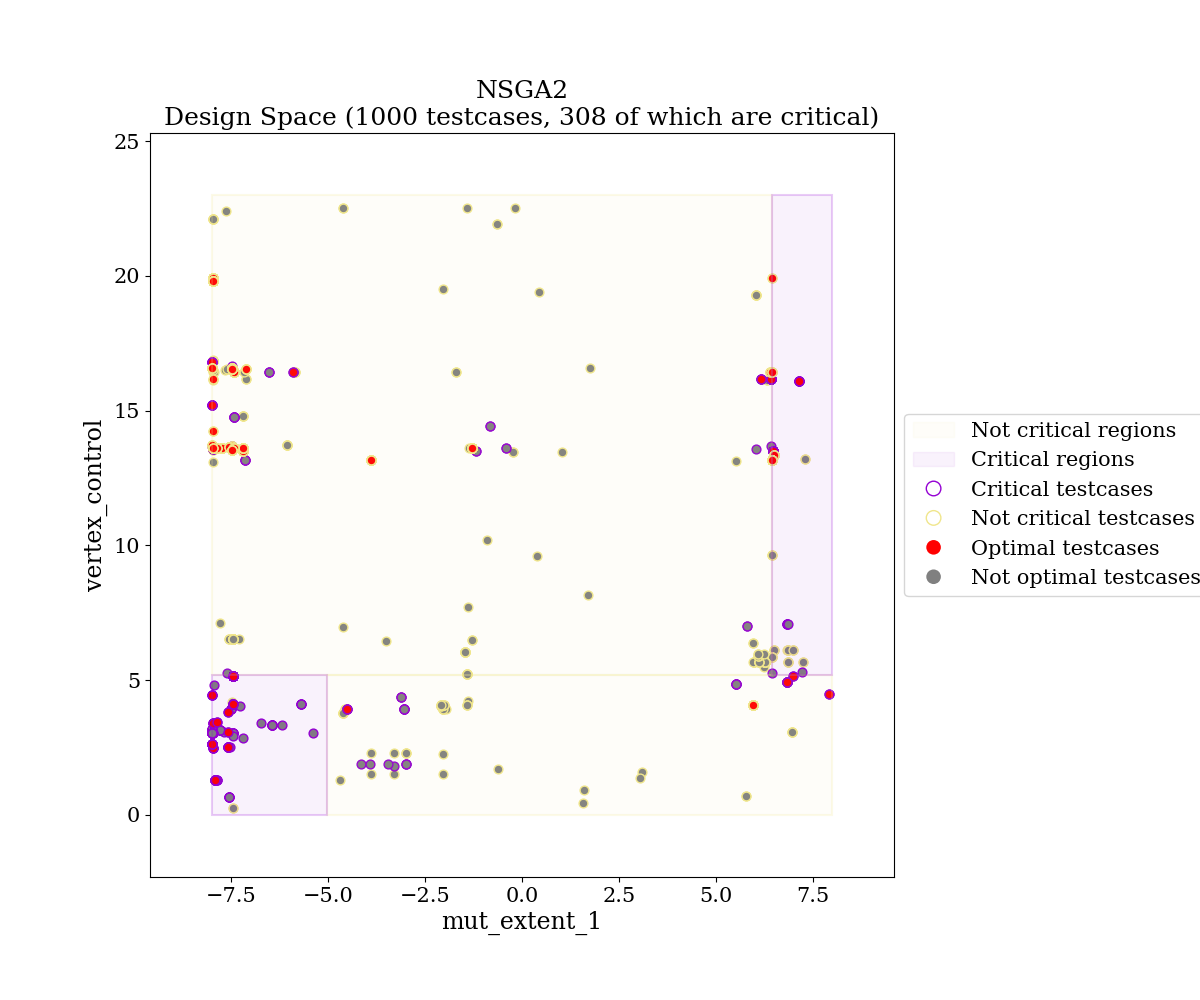 NSGA2
Design Space (1000 testcases, 308 of which are critical)
25
20
15
10
5
0
vertex_control
−7.5
−5.0
−2.5
0.0
2.5
5.0
7.5
mut_extent_1
Not critical regions
Critical regions
Critical testcases
Not critical testcases
Optimal testcases
Not optimal testcases